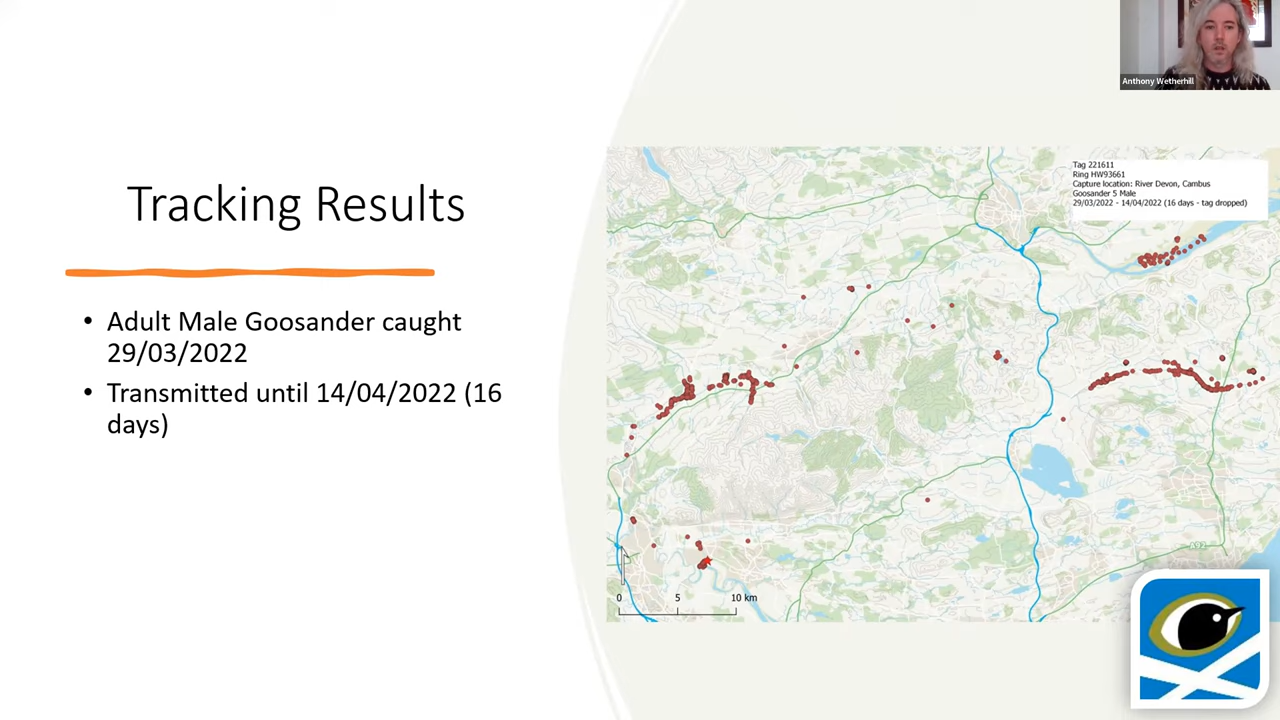 Anthony Wetherhill
Tracking Results
• Adult Male Goosander caught
29/03/2022
• Transmitted until 14/04/2022 (16
days)
Tag 221611
Ring HW93661
Capture location: River Devon, Cambus
Goosander 5 Male
29/03/2022 - 14/04/2022 (16 days - tag dropped)
A92
0 5 10 km